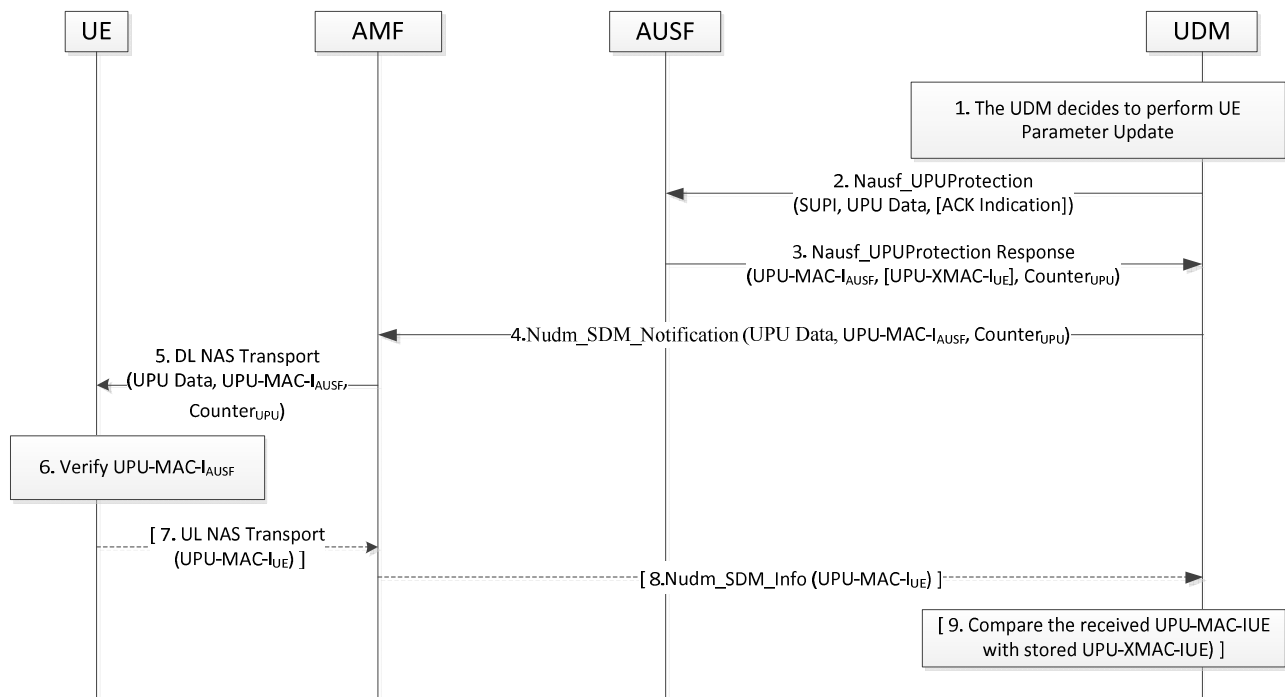 UE
AMF
AUSF
UDM
1. The UDM decides to perform UE
Parameter Update
2. Nausf_UPUProtection
(SUPI, UPU Data, [ACK Indication])
3. Nausf_UPUProtection Response
(UPU-MAC-IAUSF, [UPU-XMAC-IUE], CounterUPU)
4.Nudm_SDM_Notification (UPU Data, UPU-MAC-IAUSF, CounterUPU)
5. DL NAS Transport
(UPU Data, UPU-MAC-IAUSF,
CounterUPU)
6. Verify UPU-MAC-IAUSF
[ 7. UL NAS Transport
(UPU-MAC-IUE) ]
[ 8.Nudm_SDM_Info (UPU-MAC-IUE) ]
[ 9. Compare the received UPU-MAC-IUE
with stored UPU-XMAC-IUE) ]